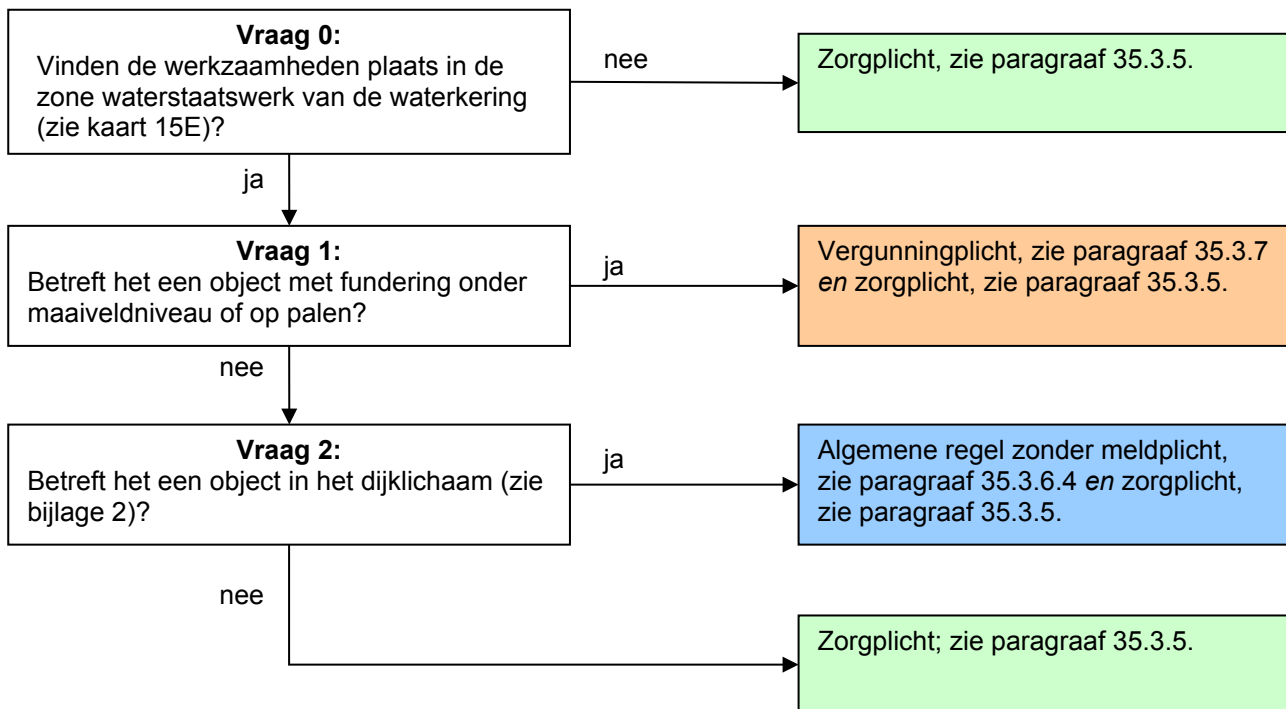 Vraag 0:
Vinden de werkzaamheden plaats in de
zone waterstaatswerk van de waterkering
(zie kaart 15E)?
nee
Zorgplicht, zie paragraaf 35.3.5.
ja
Vraag 1:
Betreft het een object met fundering onder
maaiveldniveau of op palen?
ja
Vergunningplicht, zie paragraaf 35.3.7
en zorgplicht, zie paragraaf 35.3.5.
nee
Vraag 2:
Betreft het een object in het dijklichaam (zie
bijlage 2)?
ja
Algemene regel zonder meldplicht,
zie paragraaf 35.3.6.4 en zorgplicht,
zie paragraaf 35.3.5.
nee
Zorgplicht; zie paragraaf 35.3.5.